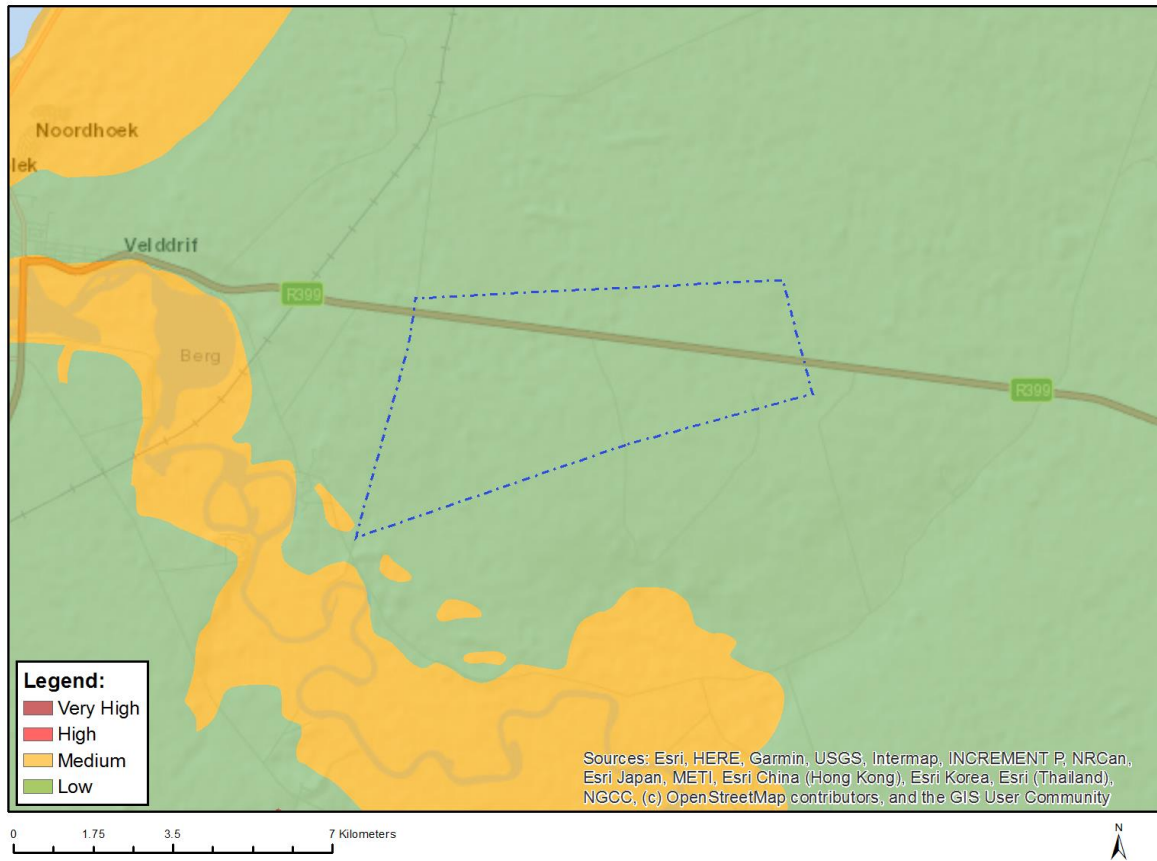 Noordhoek
lek
Velddrif
R399
Berg
R399
Legend:
Very High
High
Medium
Low
Sources: Esri, HERE, Garmin, USGS, Intermap, INCREMENT P, NRCan,
Esri Japan, METI, Esri China (Hong Kong), Esri Korea, Esri (Thailand),
NGCC, (c) OpenStreetMap contributors, and the GIS User Community
0 1.75 3.5 7 Kilometers
N